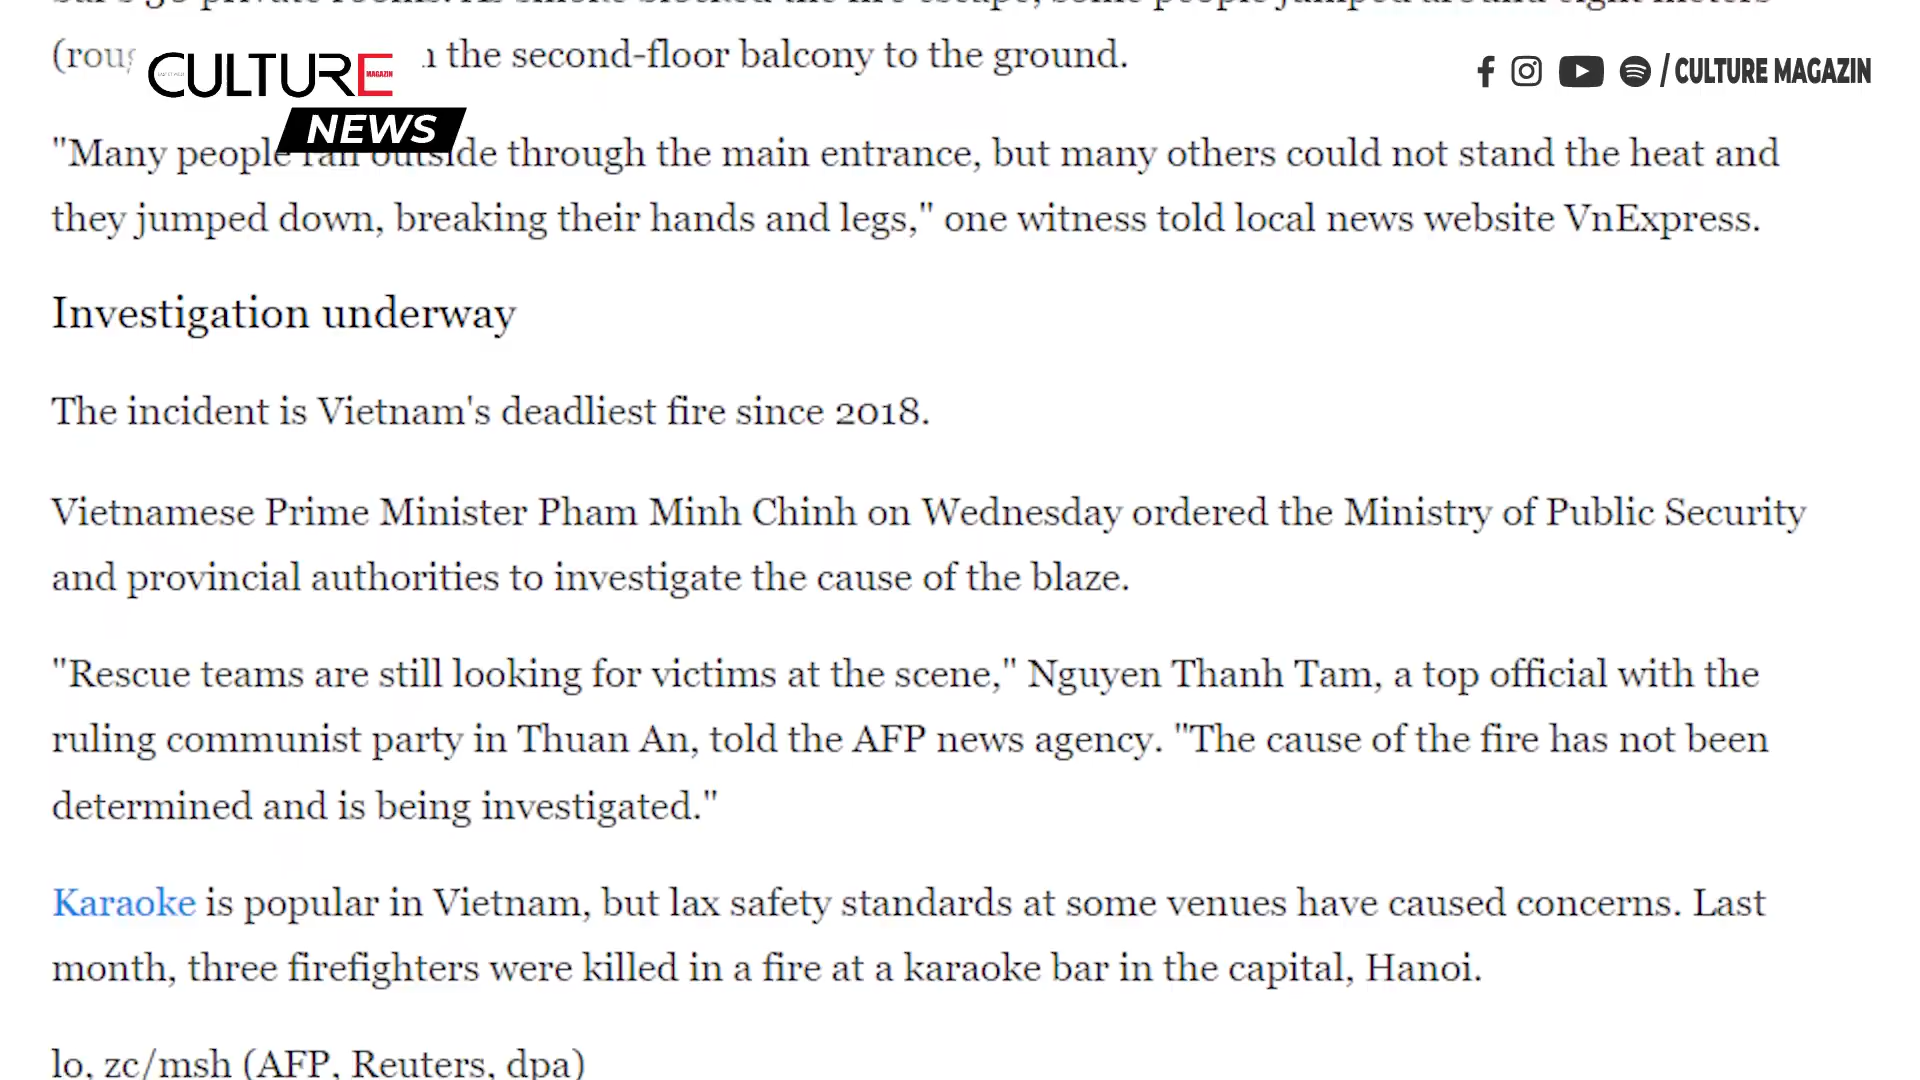 (roug
n the second-floor balcony to the ground.
CULTURE
MAGAZIN
NEWS
/ CULTURE MAGAZIN
"Many people ran outside through the main entrance, but many others could not stand the heat and
they jumped down, breaking their hands and legs," one witness told local news website VnExpress.
Investigation underway
The incident is Vietnam's deadliest fire since 2018.
Vietnamese Prime Minister Pham Minh Chinh on Wednesday ordered the Ministry of Public Security
and provincial authorities to investigate the cause of the blaze.
"Rescue teams are still looking for victims at the scene," Nguyen Thanh Tam, a top official with the
ruling communist party in Thuan An, told the AFP news agency. "The cause of the fire has not been
determined and is being investigated."
Karaoke is popular in Vietnam, but lax safety standards at some venues have caused concerns. Last
month, three firefighters were killed in a fire at a karaoke bar in the capital, Hanoi.
lo, zc/msh (AFP, Reuters, dpa)